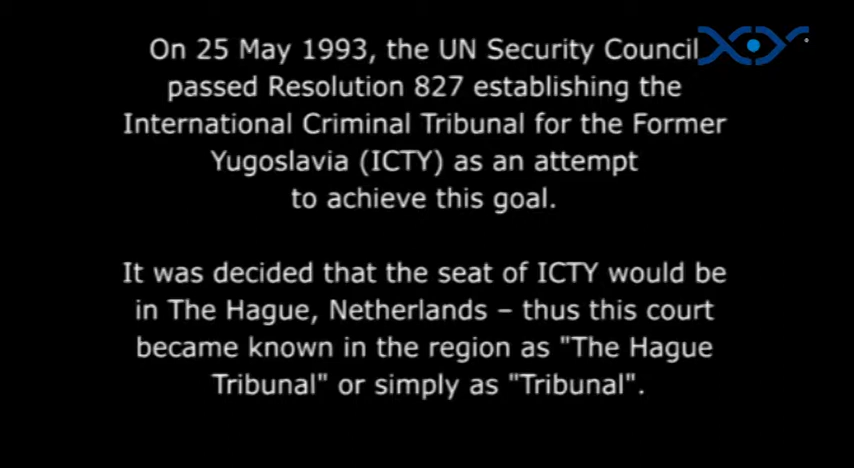 On 25 May 1993, the UN Security Council
passed Resolution 827 establishing the
International Criminal Tribunal for the Former
Yugoslavia (ICTY) as an attempt
to achieve this goal.
It was decided that the seat of ICTY would be
in The Hague, Netherlands – thus this court
became known in the region as "The Hague
Tribunal" or simply as "Tribunal".